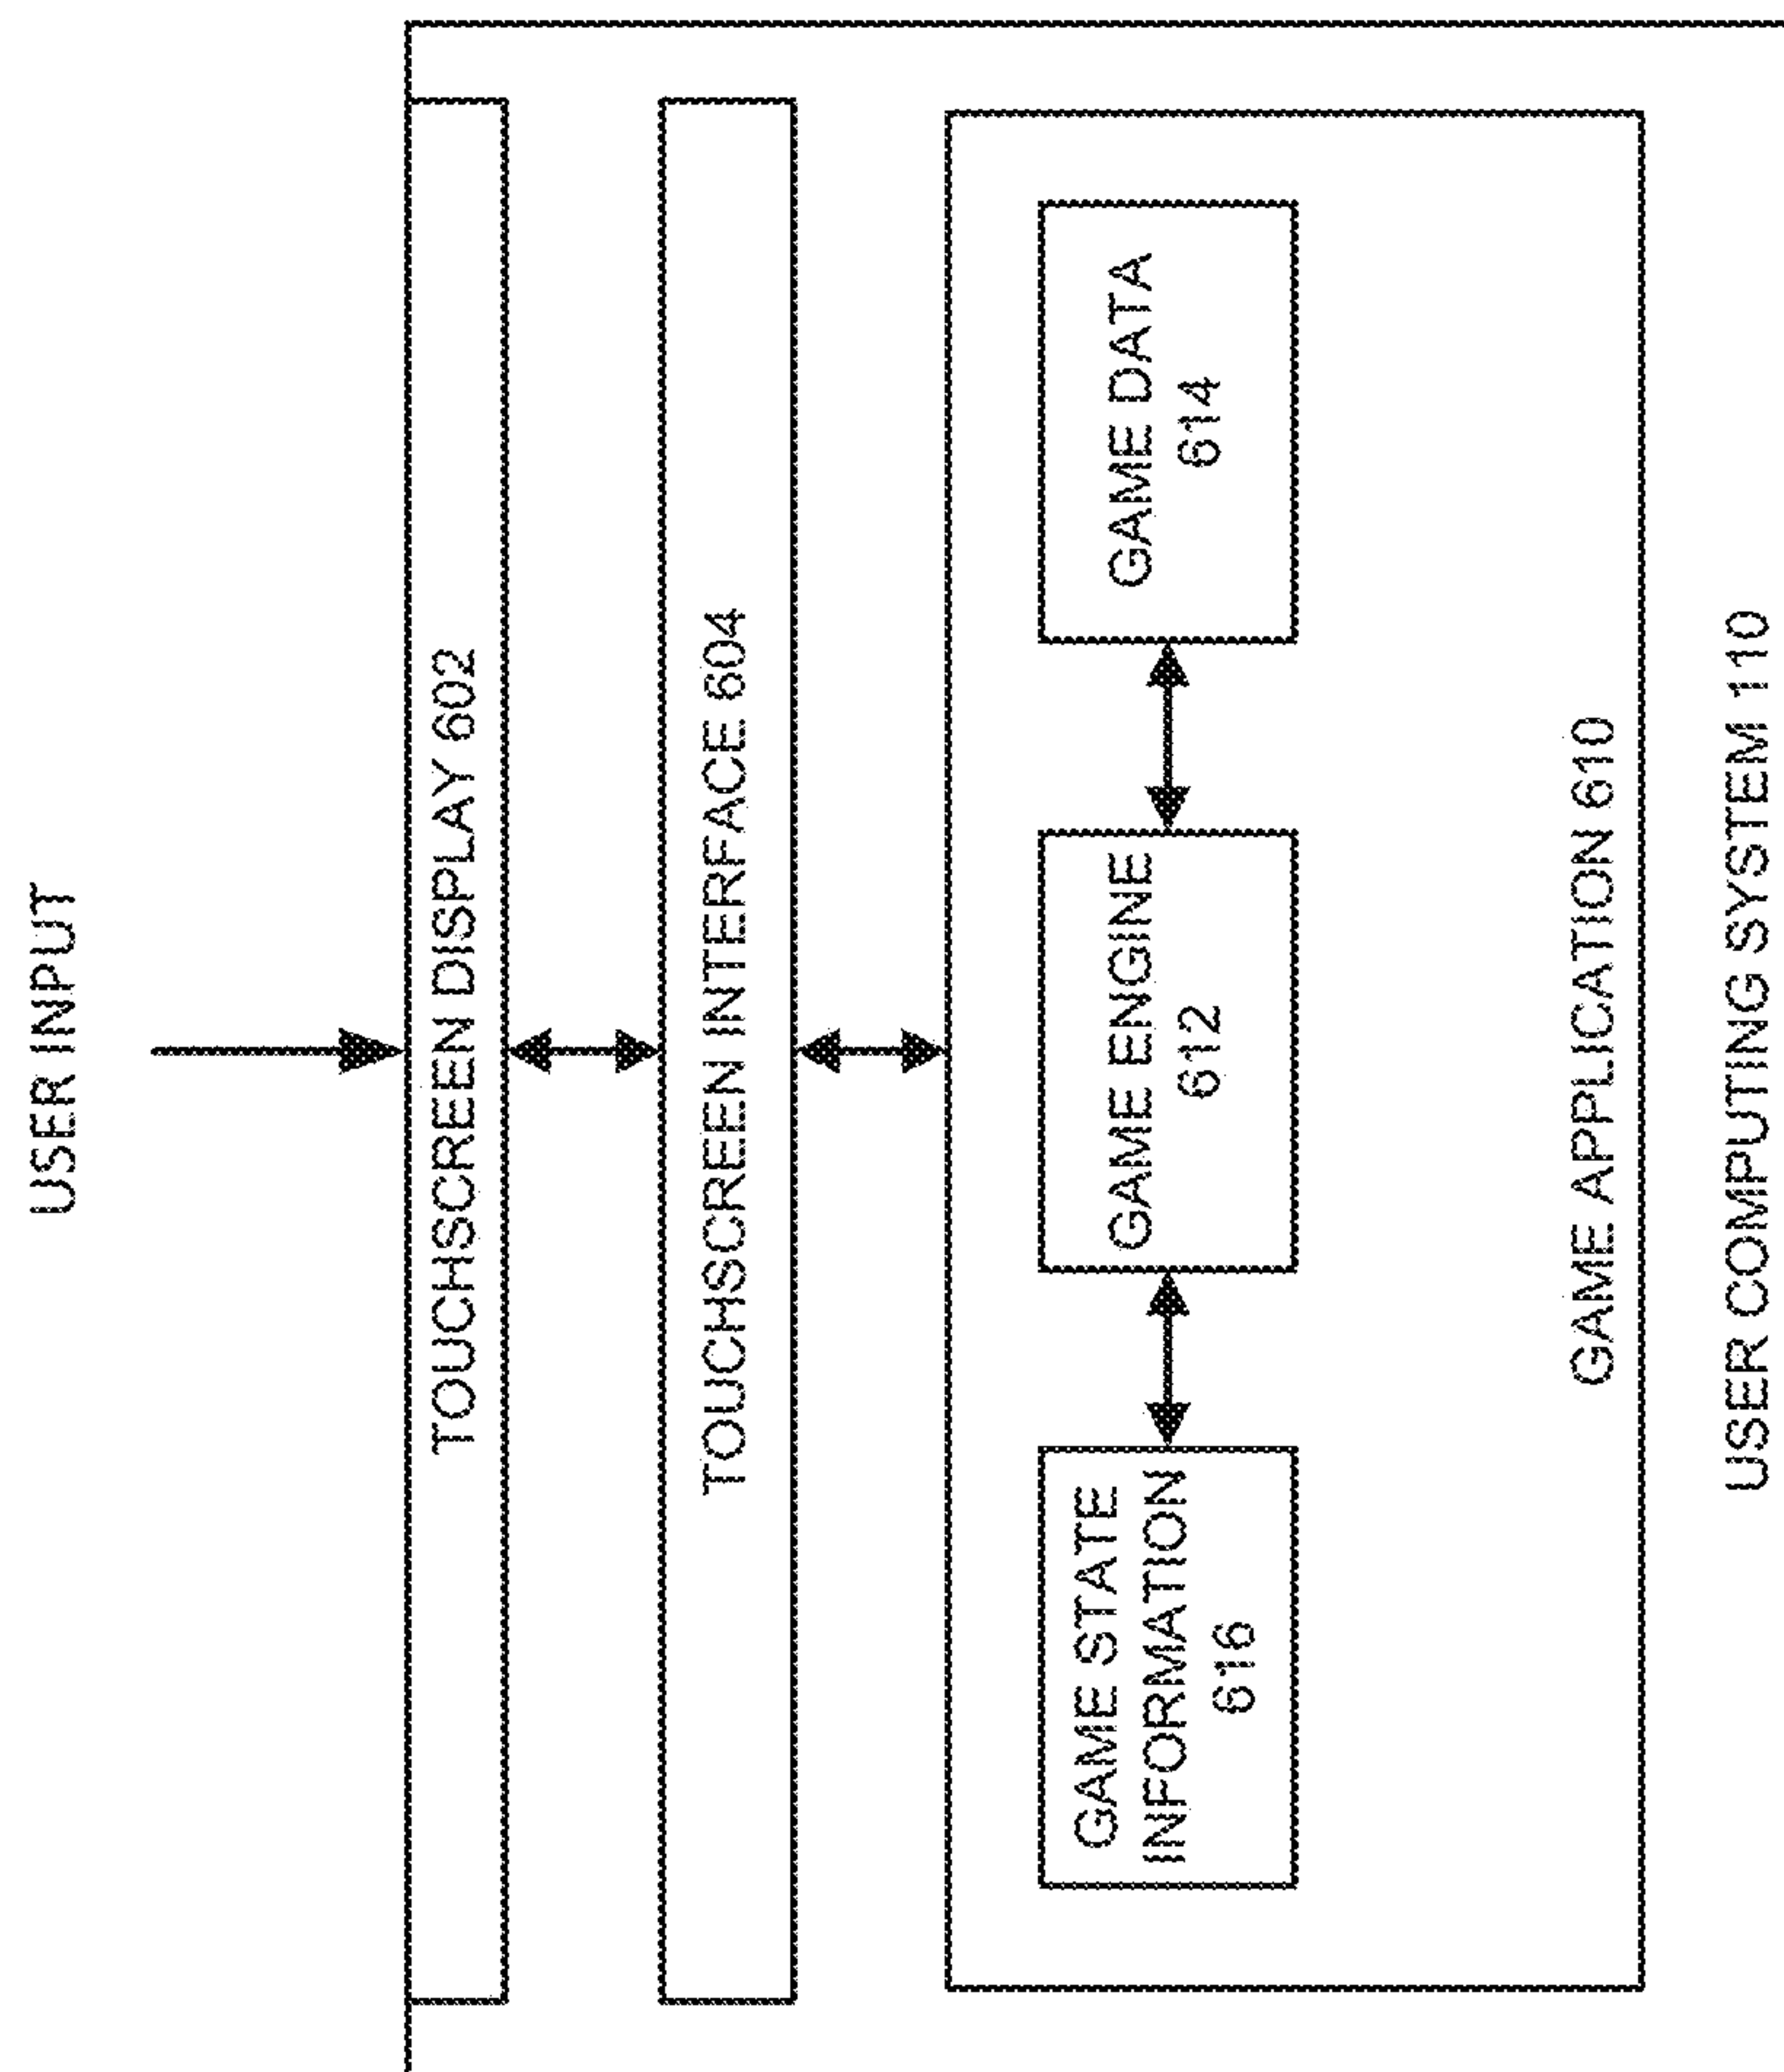 USER INPUT
TOUCHSCREEN DISPLAY 602
TOUCHSCREEN INTERFACE 604
GAME STATE
INFORMATION
616
GAME ENGINE
612
GAME DATA
614
GAME APPLICATION 610
USER COMPUTING SYSTEM 110